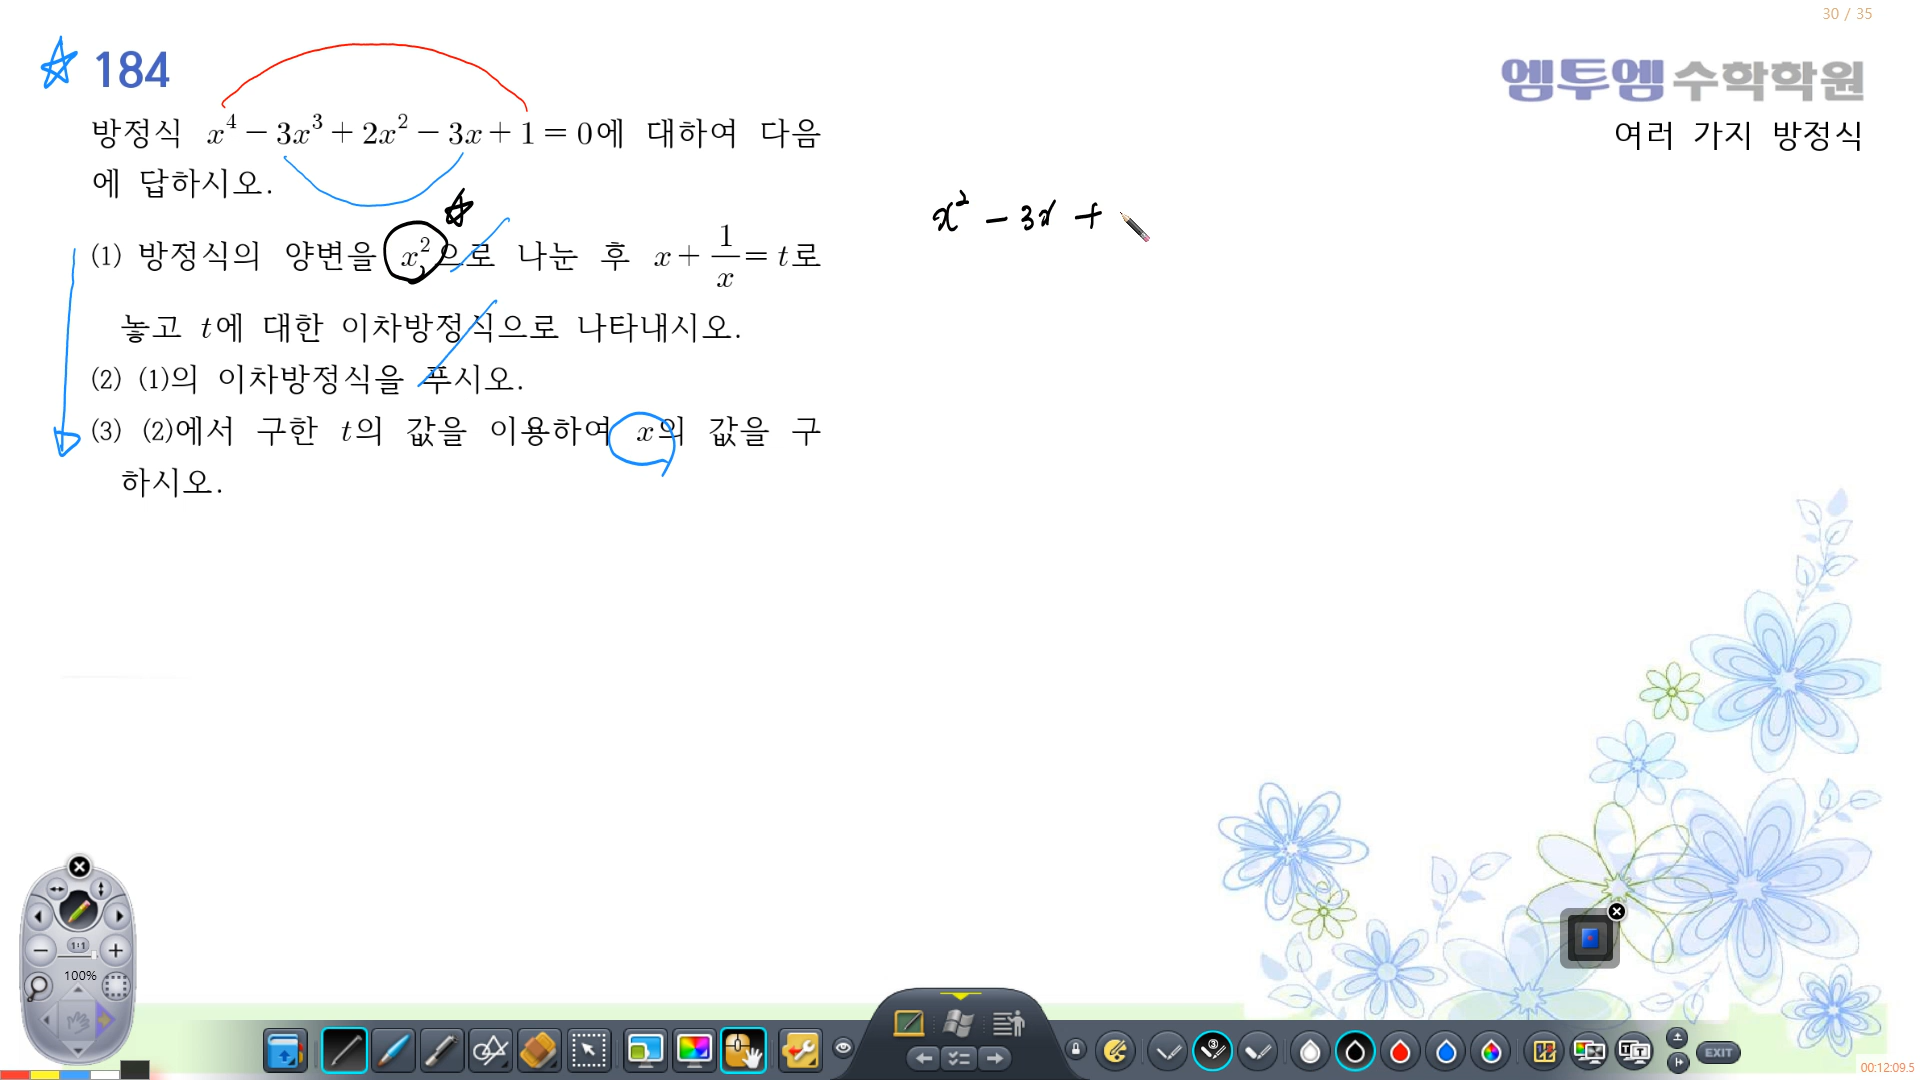 30 / 35
184
엠투엠수학학원
여러 가지 방정식
방정식 x⁴ − 3x³ + 2x² − 3x + 1 = 0에 대하여 다음
에 답하시오.
x² − 3x +
(1) 방정식의 양변을 x²으로 나눈 후 x + 1/x = t로
놓고 t에 대한 이차방정식으로 나타내시오.
(2) (1)의 이차방정식을 푸시오.
(3) (2)에서 구한 t의 값을 이용하여 x의 값을 구
하시오.
1:1
100%
EXIT
00:12:09.5